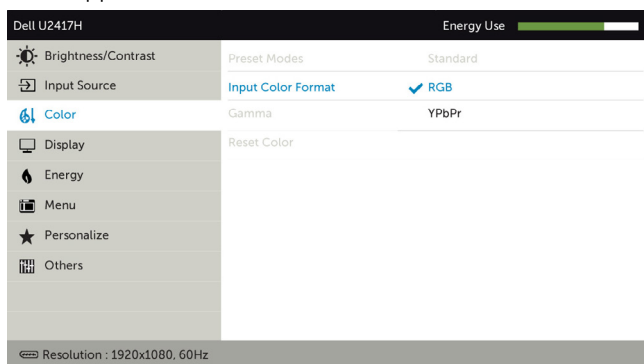 Dell U2417H Energy Use
Brightness/Contrast Preset Modes Standard
Input Source Input Color Format RGB
Color Gamma YPbPr
Display Reset Color
Energy
Menu
Personalize
Others
Resolution : 1920x1080, 60Hz